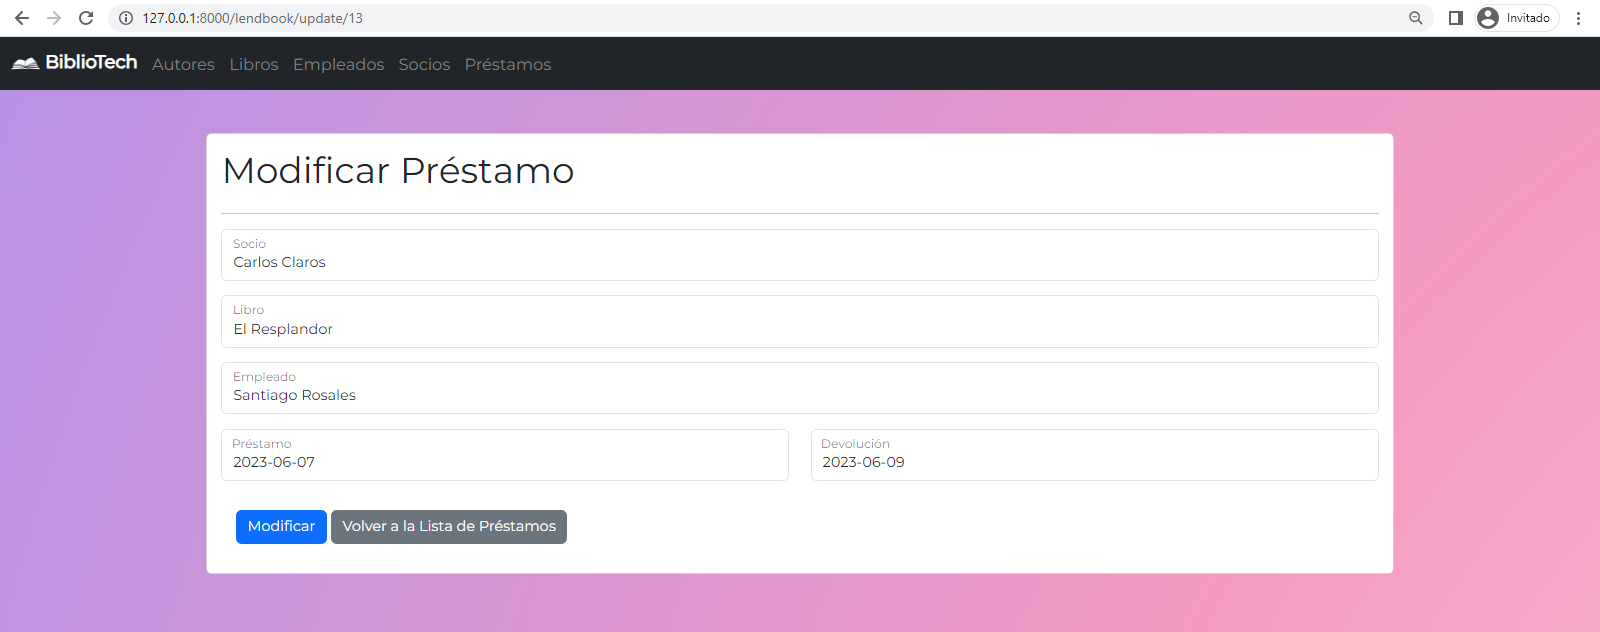 127.0.0.1:8000/lendbook/update/13
Invitado
BiblioTech Autores Libros Empleados Socios Préstamos
Modificar Préstamo
Socio
Carlos Claros
Libro
El Resplandor
Empleado
Santiago Rosales
Préstamo Devolución
2023-06-07 2023-06-09
Modificar Volver a la Lista de Préstamos